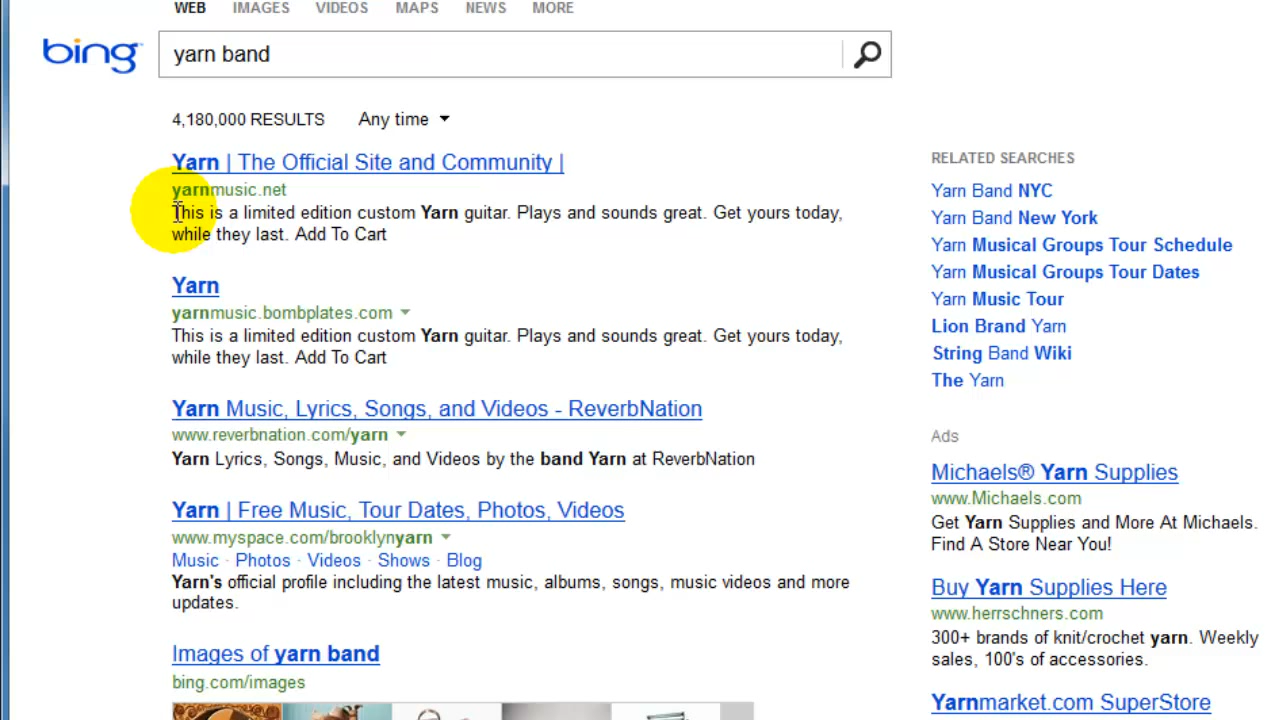 WEB IMAGES VIDEOS MAPS NEWS MORE
bing
yarn band
4,180,000 RESULTS Any time
Yarn | The Official Site and Community |
yarnmusic.net
This is a limited edition custom Yarn guitar. Plays and sounds great. Get yours today,
while they last. Add To Cart
Yarn
yarnmusic.bombplates.com
This is a limited edition custom Yarn guitar. Plays and sounds great. Get yours today,
while they last. Add To Cart
Yarn Music, Lyrics, Songs, and Videos - ReverbNation
www.reverbnation.com/yarn
Yarn Lyrics, Songs, Music, and Videos by the band Yarn at ReverbNation
Yarn | Free Music, Tour Dates, Photos, Videos
www.myspace.com/brooklynyarn
Music · Photos · Videos · Shows · Blog
Yarn's official profile including the latest music, albums, songs, music videos and more
updates.
Images of yarn band
bing.com/images
RELATED SEARCHES
Yarn Band NYC
Yarn Band New York
Yarn Musical Groups Tour Schedule
Yarn Musical Groups Tour Dates
Yarn Music Tour
Lion Brand Yarn
String Band Wiki
The Yarn
Ads
Michaels® Yarn Supplies
www.Michaels.com
Get Yarn Supplies and More At Michaels.
Find A Store Near You!
Buy Yarn Supplies Here
www.herrschners.com
300+ brands of knit/crochet yarn. Weekly
sales, 100's of accessories.
Yarnmarket.com SuperStore